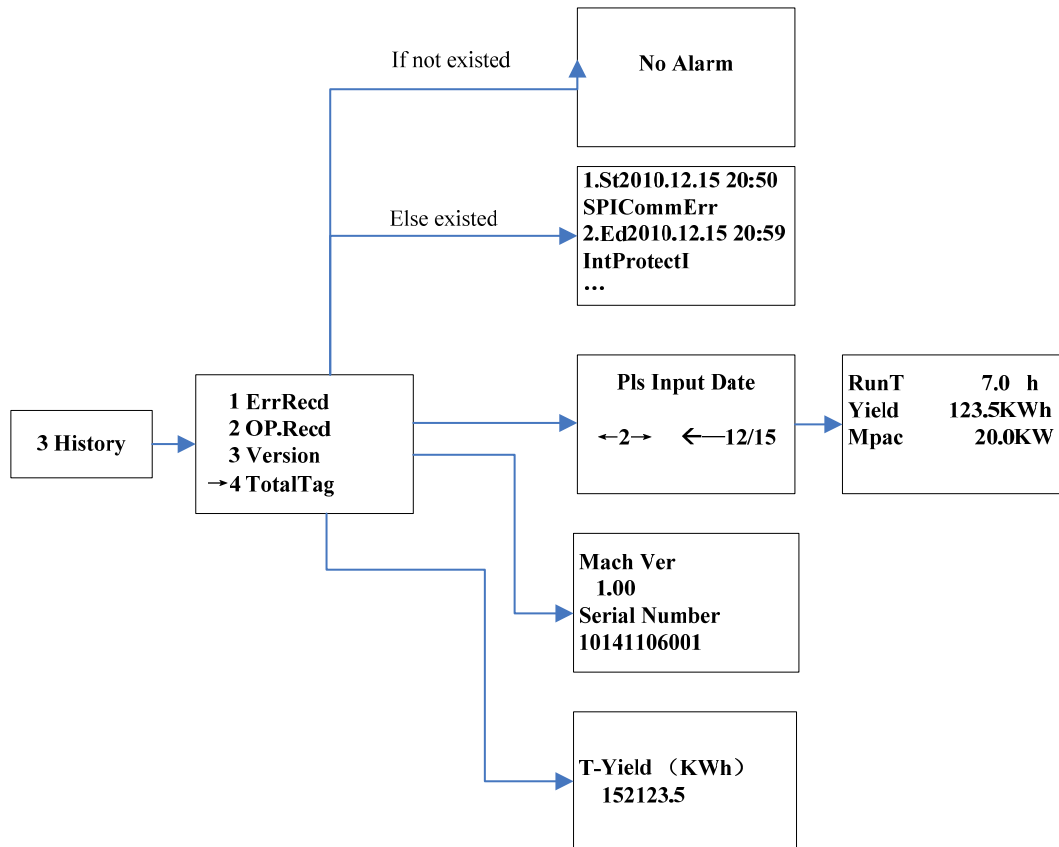 If not existed
No Alarm
Else existed
1.St2010.12.15 20:50
SPICommErr
2.Ed2010.12.15 20:59
IntProtectI
...
3 History
1 ErrRecd
2 OP.Recd
3 Version
→4 TotalTag
Pls Input Date
←2→ ←12/15
RunT 7.0 h
Yield 123.5KWh
Mpac 20.0KW
Mach Ver
1.00
Serial Number
10141106001
T-Yield （KWh）
152123.5